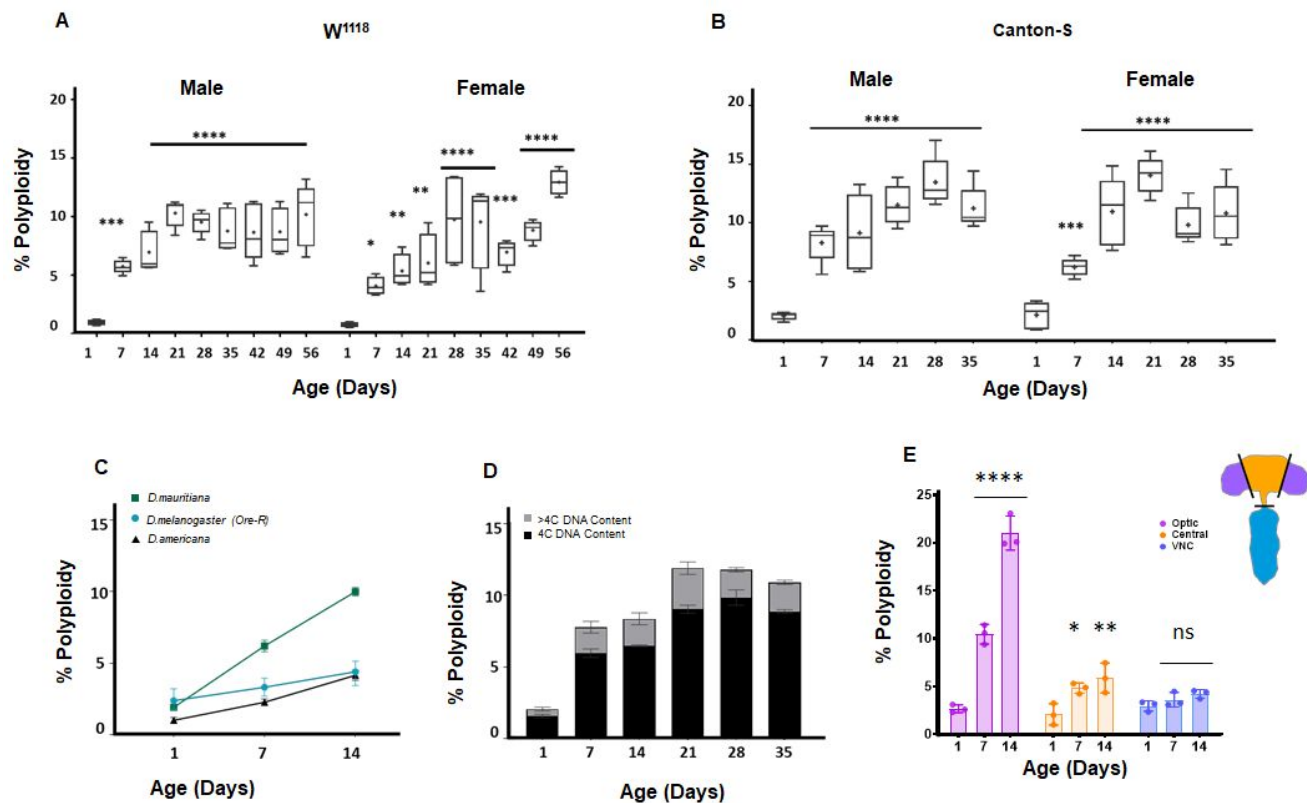 A
W1118
Male
Female
% Polyploidy
20
15
10
5
0
***
****
*
**
**
****
***
****
1 7 14 21 28 35 42 49 56
1 7 14 21 28 35 42 49 56
Age (Days)
B
Canton-S
Male
Female
% Polyploidy
20
15
10
5
0
****
***
****
1 7 14 21 28 35
1 7 14 21 28 35
Age (Days)
C
D.mauritiana
D.melanogaster (Ore-R)
D.americana
% Polyploidy
15
10
5
0
1 7 14
Age (Days)
D
>4C DNA Content
4C DNA Content
% Polyploidy
15
10
5
0
1 7 14 21 28 35
Age (Days)
E
****
* **
ns
Optic
Central
VNC
% Polyploidy
25
20
15
10
5
0
1 7 14
1 7 14
1 7 14
Age (Days)